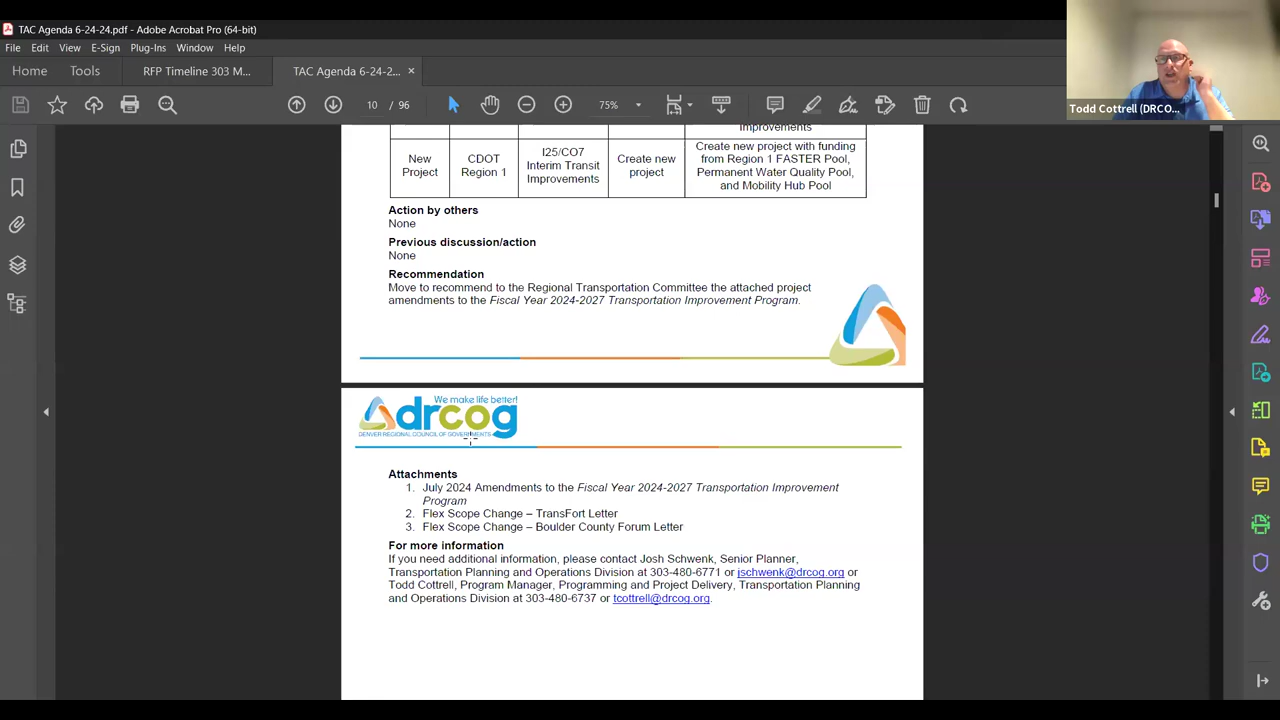 TAC Agenda 6-24-24.pdf - Adobe Acrobat Pro (64-bit)
File Edit View E-Sign Plug-Ins Window Help
Home Tools RFP Timeline 303 M... TAC Agenda 6-24-2... ×
10 / 96 75%
Todd Cottrell (DRCO...
Improvements
New Project
CDOT Region 1
I25/CO7 Interim Transit Improvements
Create new project
Create new project with funding
from Region 1 FASTER Pool,
Permanent Water Quality Pool,
and Mobility Hub Pool
Action by others
None
Previous discussion/action
None
Recommendation
Move to recommend to the Regional Transportation Committee the attached project
amendments to the Fiscal Year 2024-2027 Transportation Improvement Program.
We make life better!
drcog
DENVER REGIONAL COUNCIL OF GOVERNMENTS
Attachments
1. July 2024 Amendments to the Fiscal Year 2024-2027 Transportation Improvement
Program
2. Flex Scope Change – TransFort Letter
3. Flex Scope Change – Boulder County Forum Letter
For more information
If you need additional information, please contact Josh Schwenk, Senior Planner,
Transportation Planning and Operations Division at 303-480-6771 or jschwenk@drcog.org or
Todd Cottrell, Program Manager, Programming and Project Delivery, Transportation Planning
and Operations Division at 303-480-6737 or tcottrell@drcog.org.